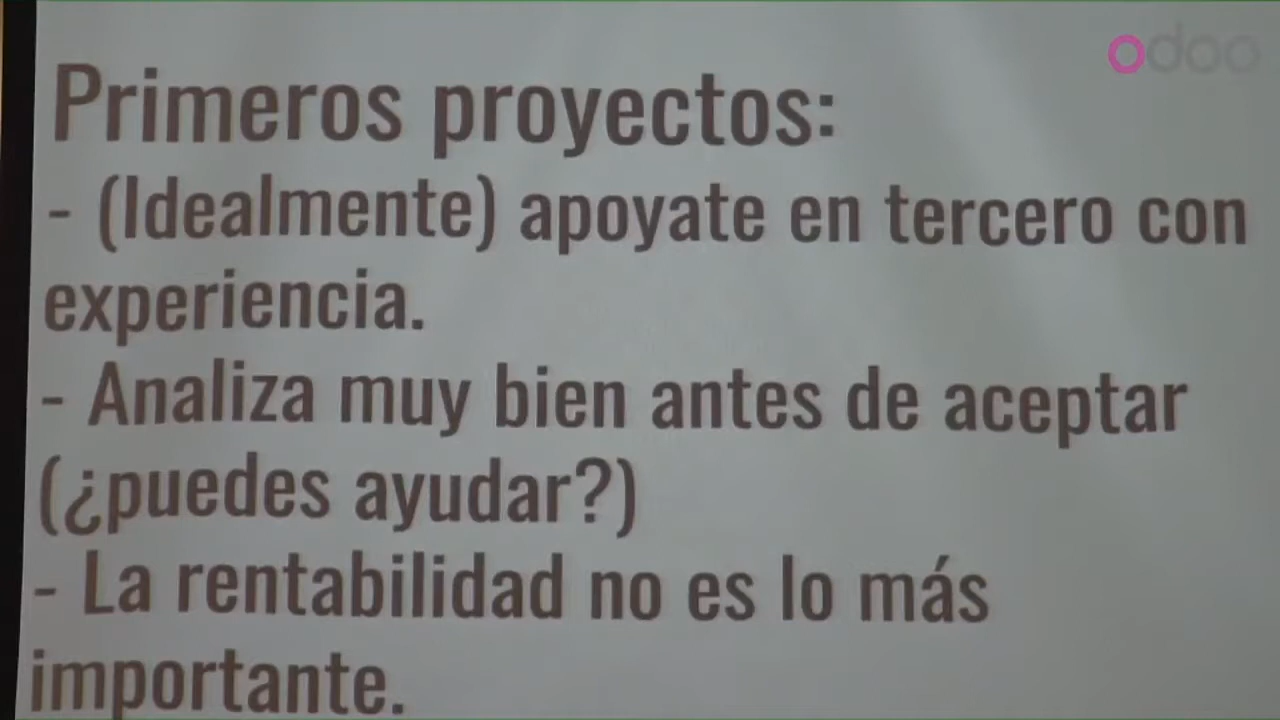 odoo
Primeros proyectos:
- (Idealmente) apoyate en tercero con
experiencia.
- Analiza muy bien antes de aceptar
(¿puedes ayudar?)
- La rentabilidad no es lo más
importante.